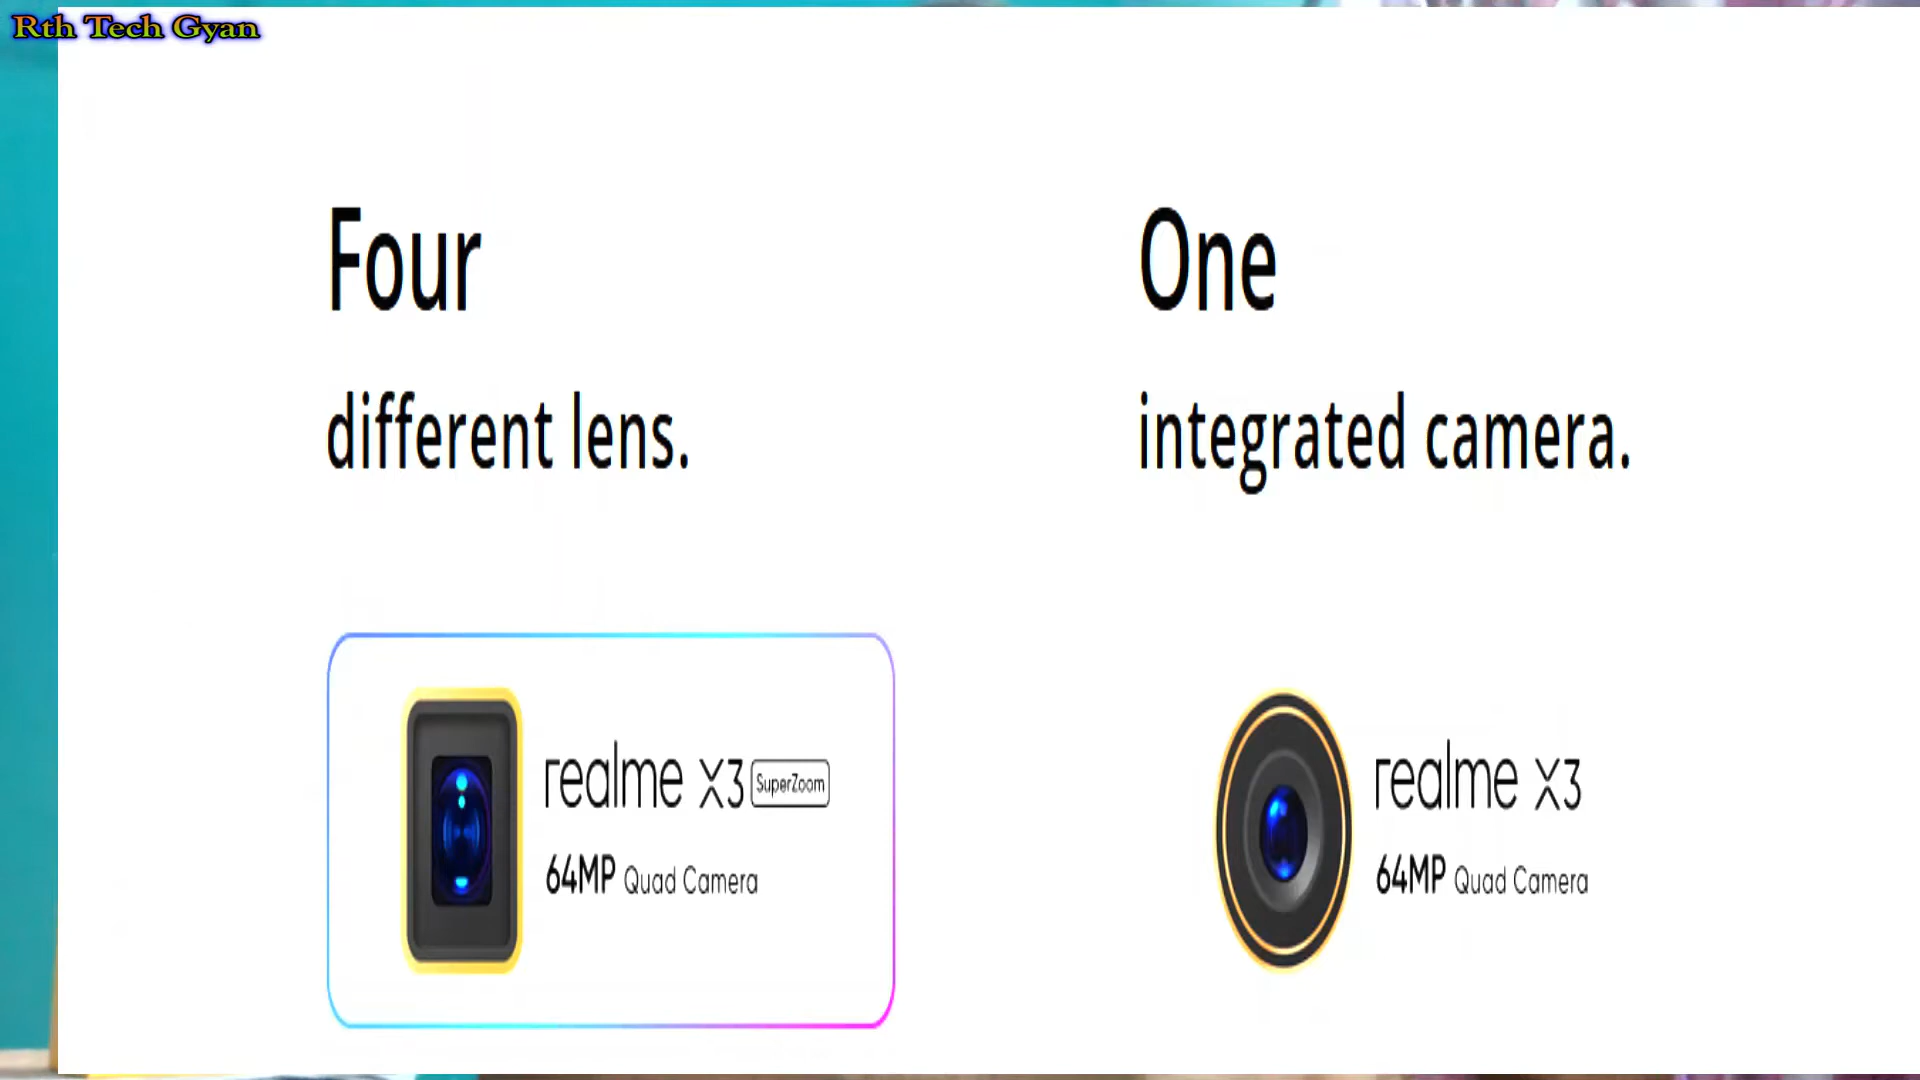 Rth Tech Gyan
Four
different lens.
One
integrated camera.
realme X3 SuperZoom
64MP Quad Camera
realme X3
64MP Quad Camera